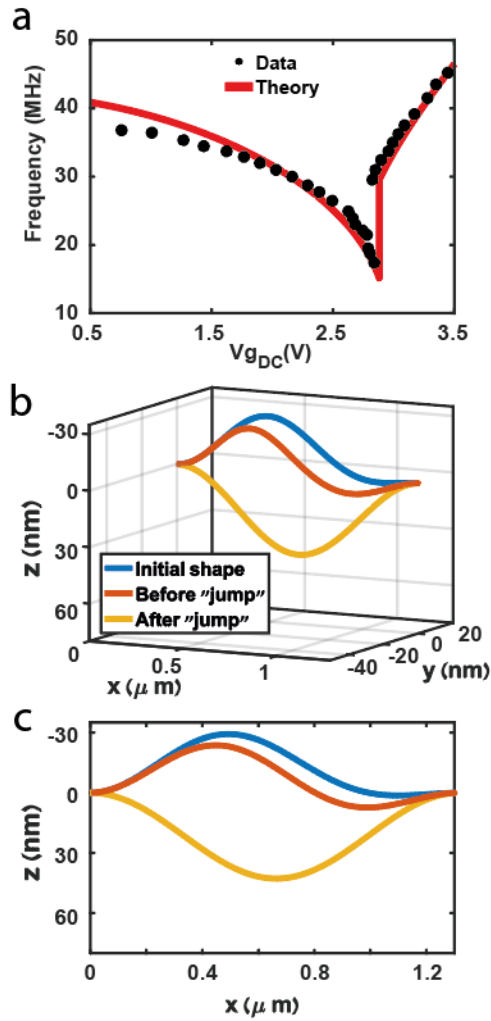 a
50
40
30
20
10
Frequency (MHz)
Data
Theory
0.5 1.5 2.5 3.5
VgDC(V)
b
-30
0
30
60
z (nm)
Initial shape
Before "jump"
After "jump"
0 0.5 1
x (μ m)
-40 -20 0 20
y (nm)
c
-30
0
30
60
z (nm)
0 0.4 0.8 1.2
x (μ m)